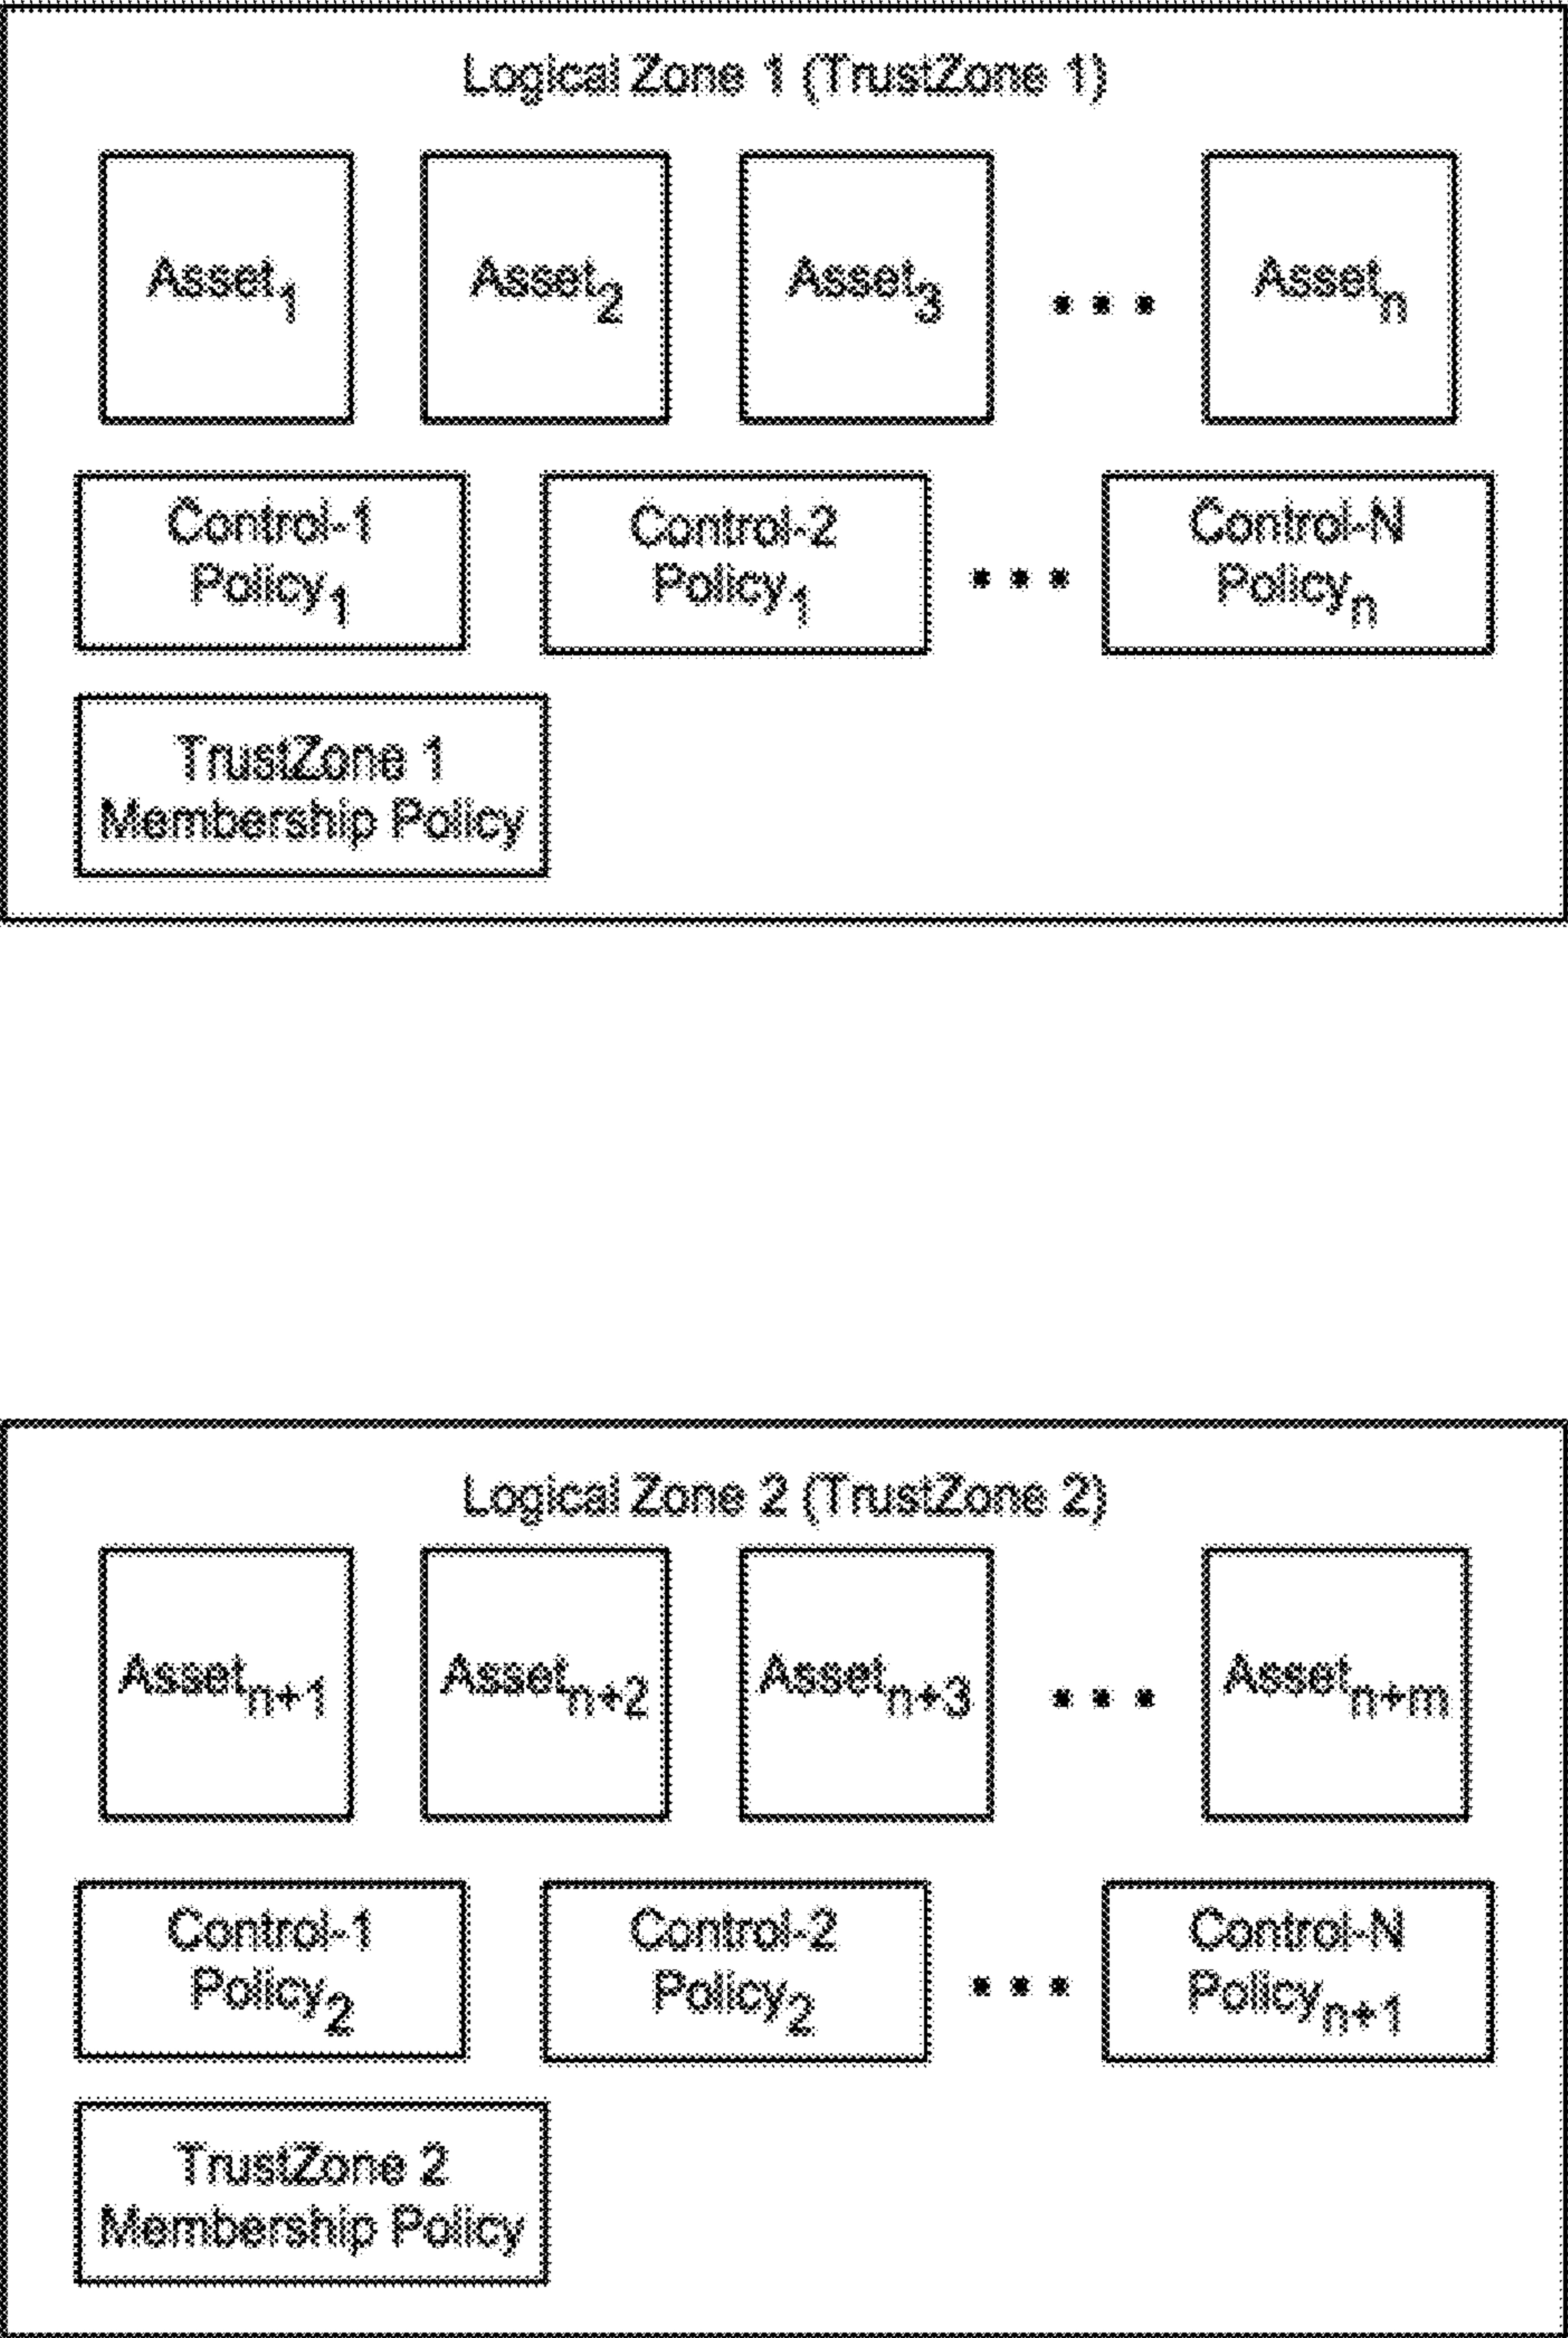 Logical Zone 1 (TrustZone 1)
Asset1
Asset2
Asset3
...
Assetn
Control-1
Policy1
Control-2
Policy1
...
Control-N
Policyn
TrustZone 1
Membership Policy
Logical Zone 2 (TrustZone 2)
Assetn+1
Assetn+2
Assetn+3
...
Assetn+m
Control-1
Policy2
Control-2
Policy2
...
Control-N
Policyn+1
TrustZone 2
Membership Policy